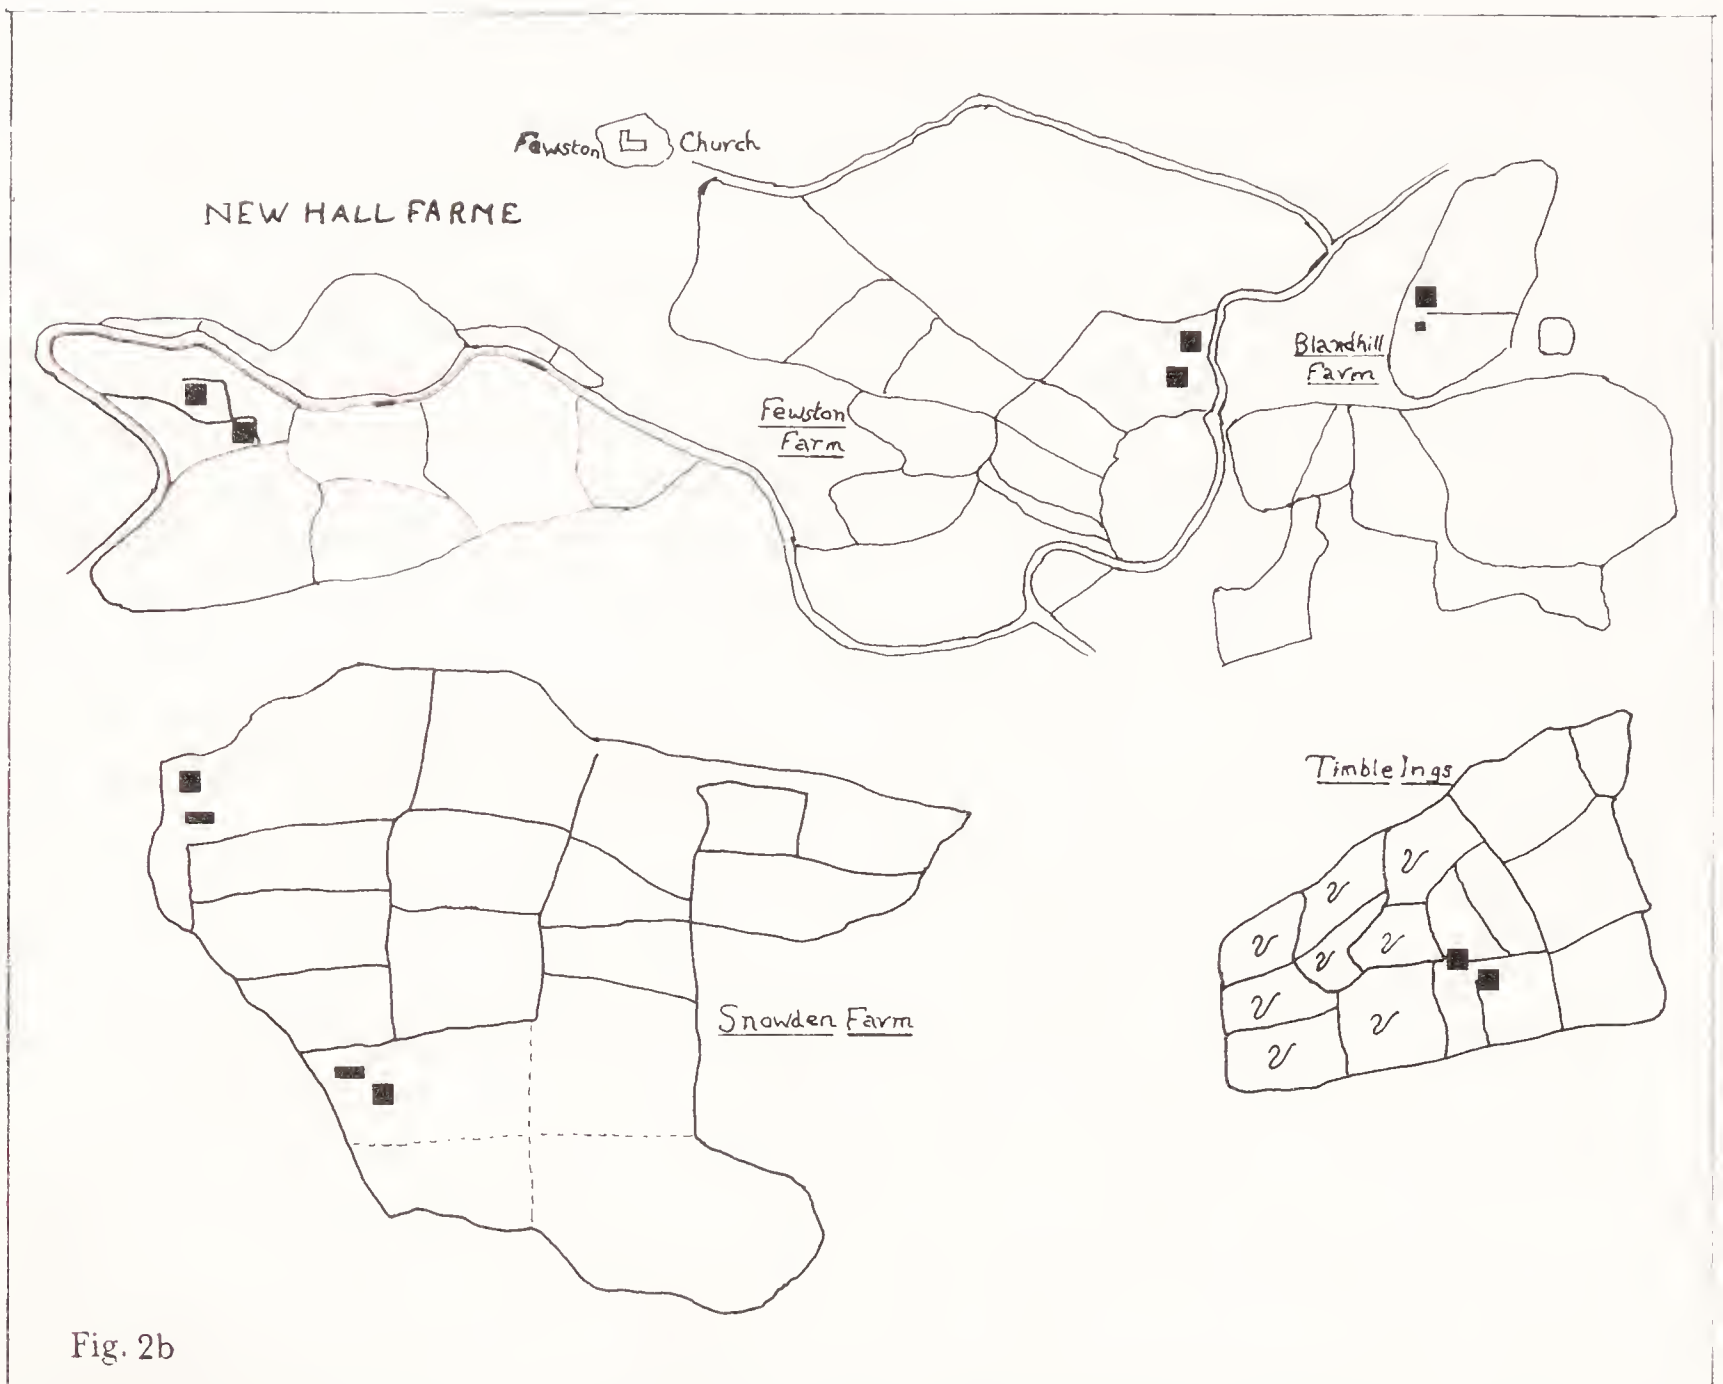 Fewston Church
NEW HALL FARME
Blandhill
Farm
Fewston
Farm
Timble Ings
v
v
v
v
v
v
v
v
Snowden Farm
Fig. 2b